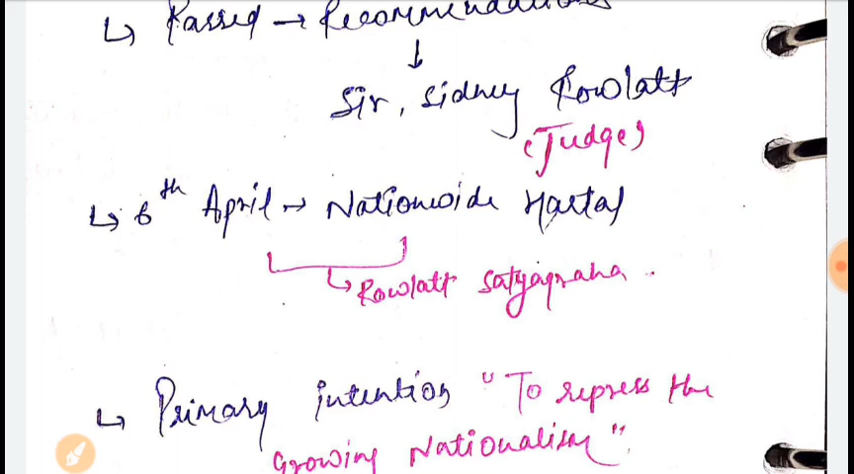 ↳ Passed → Recommendations
↓
Sir, Sidney Rowlatt
(Judge)
↳ 6th April → Nationwide Hartal
↳ Rowlatt Satyagraha.
↳ Primary intention "To repress the
Growing Nationalism"